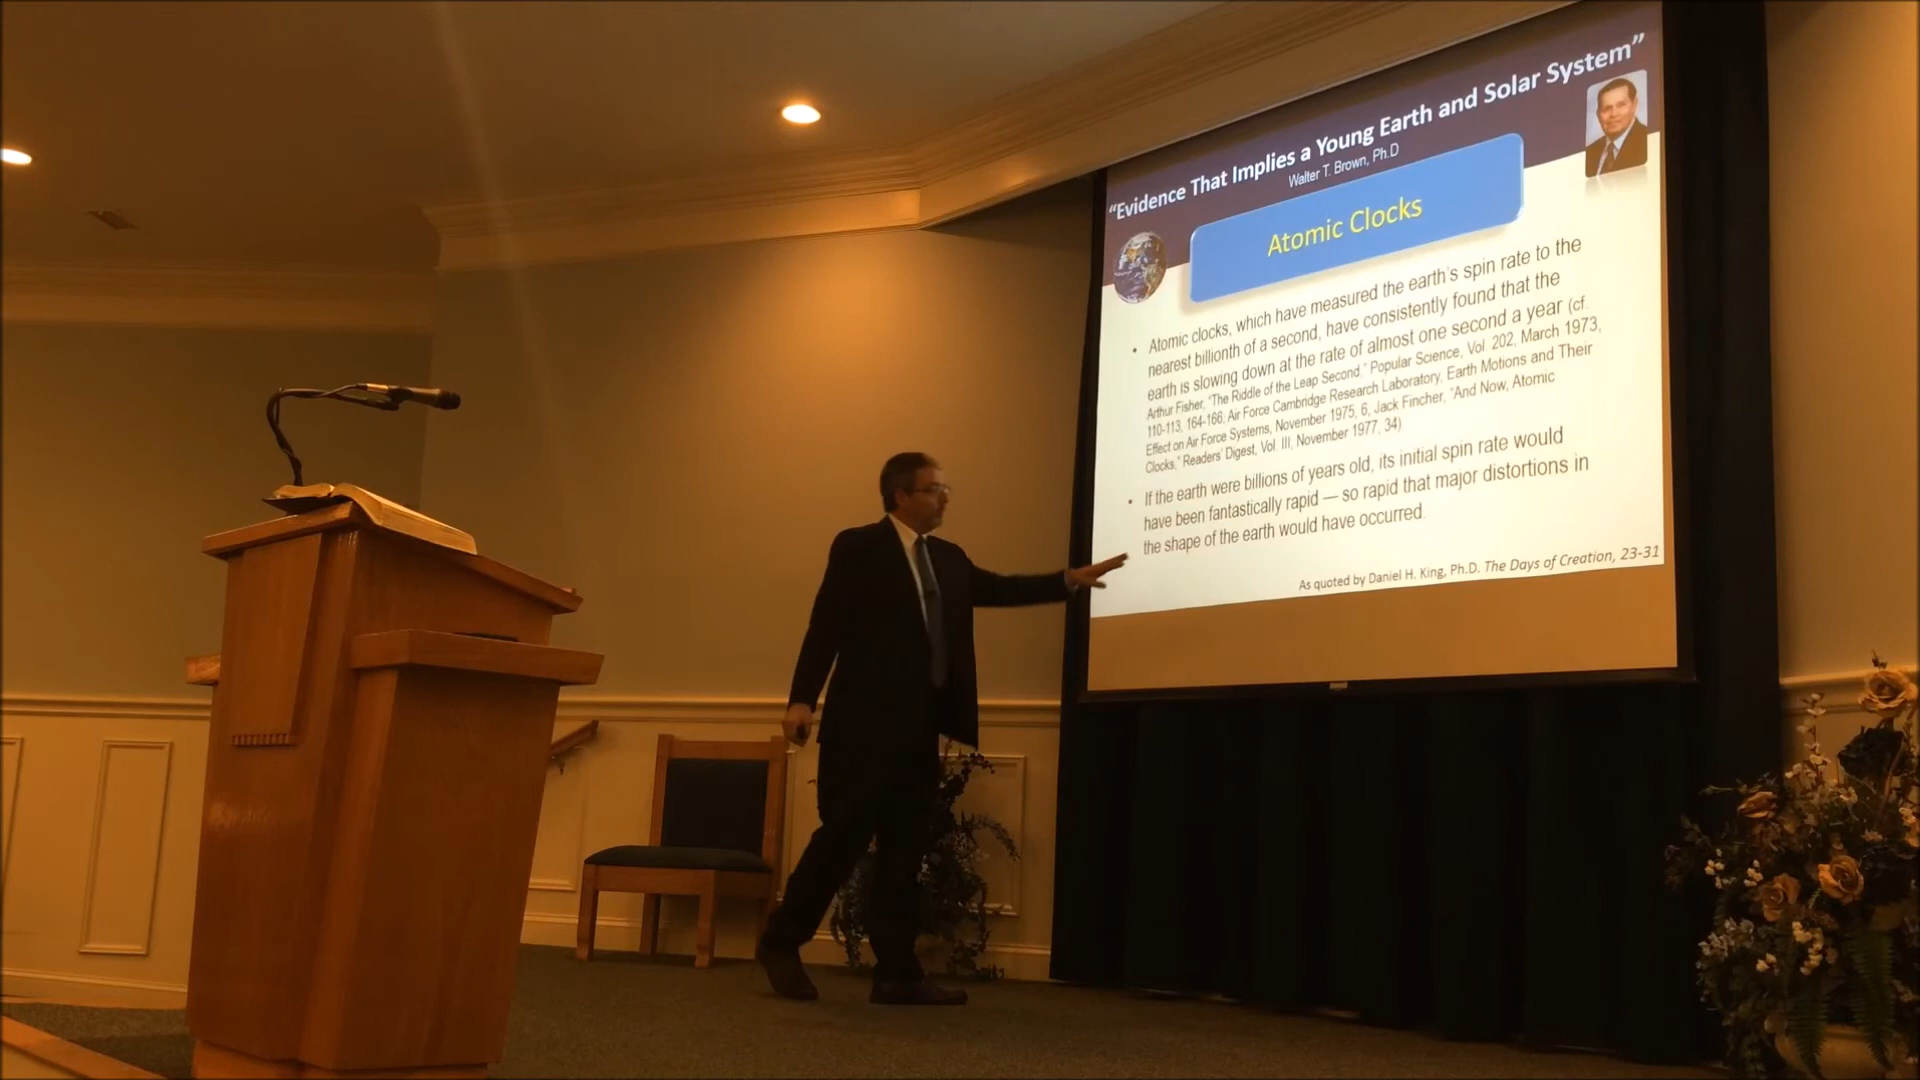 “Evidence That Implies a Young Earth and Solar System”
Walter T. Brown, Ph.D
Atomic Clocks
• Atomic clocks, which have measured the earth's spin rate to the
nearest billionth of a second, have consistently found that the
earth is slowing down at the rate of almost one second a year (cf.
Arthur Fisher, “The Riddle of the Leap Second,” Popular Science, Vol. 202, March 1973,
110-113, 164-166; Air Force Cambridge Research Laboratory, Earth Motions and Their
Effect on Air Force Systems, November 1975, 6; Jack Fincher, “And Now, Atomic
Clocks,” Readers’ Digest, Vol. III, November 1977, 34)
• If the earth were billions of years old, its initial spin rate would
have been fantastically rapid — so rapid that major distortions in
the shape of the earth would have occurred.
As quoted by Daniel H. King, Ph.D. The Days of Creation, 23-31